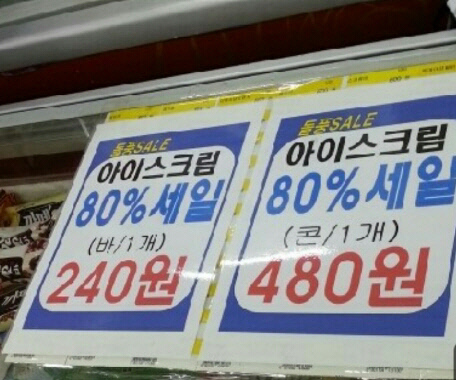 돌풍SALE
아이스크림
80%세일
(바/1개)
240원
돌풍SALE
아이스크림
80%세일
(콘/1개)
480원